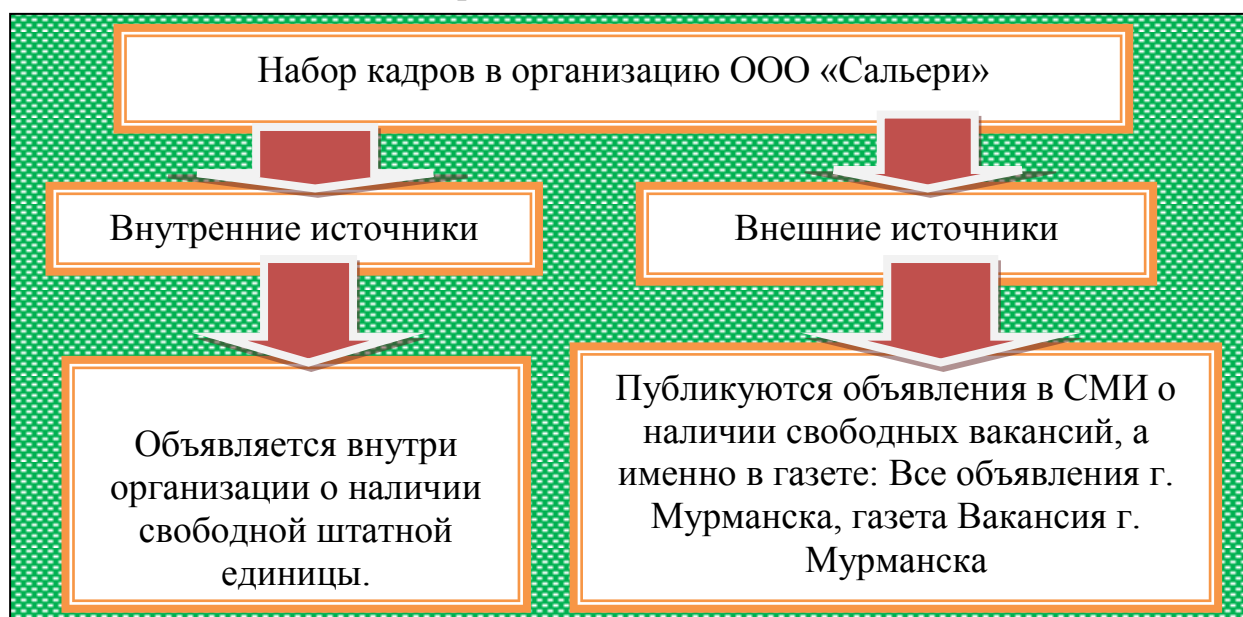 Набор кадров в организацию ООО «Сальери»
Внутренние источники
Внешние источники
Объявляется внутри
организации о наличии
свободной штатной
единицы.
Публикуются объявления в СМИ о
наличии свободных вакансий, а
именно в газете: Все объявления г.
Мурманска, газета Вакансия г.
Мурманска